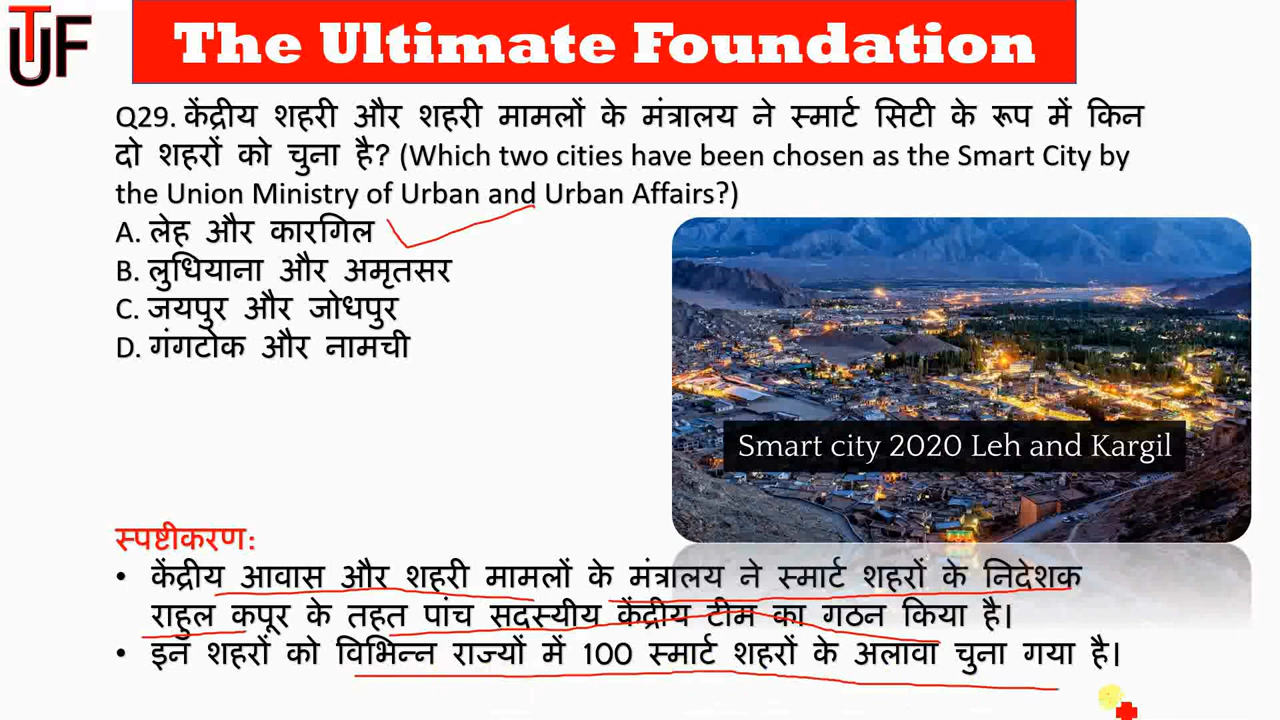 TUF
The Ultimate Foundation
Q29. केंद्रीय शहरी और शहरी मामलों के मंत्रालय ने स्मार्ट सिटी के रूप में किन
दो शहरों को चुना है? (Which two cities have been chosen as the Smart City by
the Union Ministry of Urban and Urban Affairs?)
A. लेह और कारगिल
B. लुधियाना और अमृतसर
C. जयपुर और जोधपुर
D. गंगटोक और नामची
Smart city 2020 Leh and Kargil
स्पष्टीकरण:
• केंद्रीय आवास और शहरी मामलों के मंत्रालय ने स्मार्ट शहरों के निदेशक
राहुल कपूर के तहत पांच सदस्यीय केंद्रीय टीम का गठन किया है।
• इन शहरों को विभिन्न राज्यों में 100 स्मार्ट शहरों के अलावा चुना गया है।